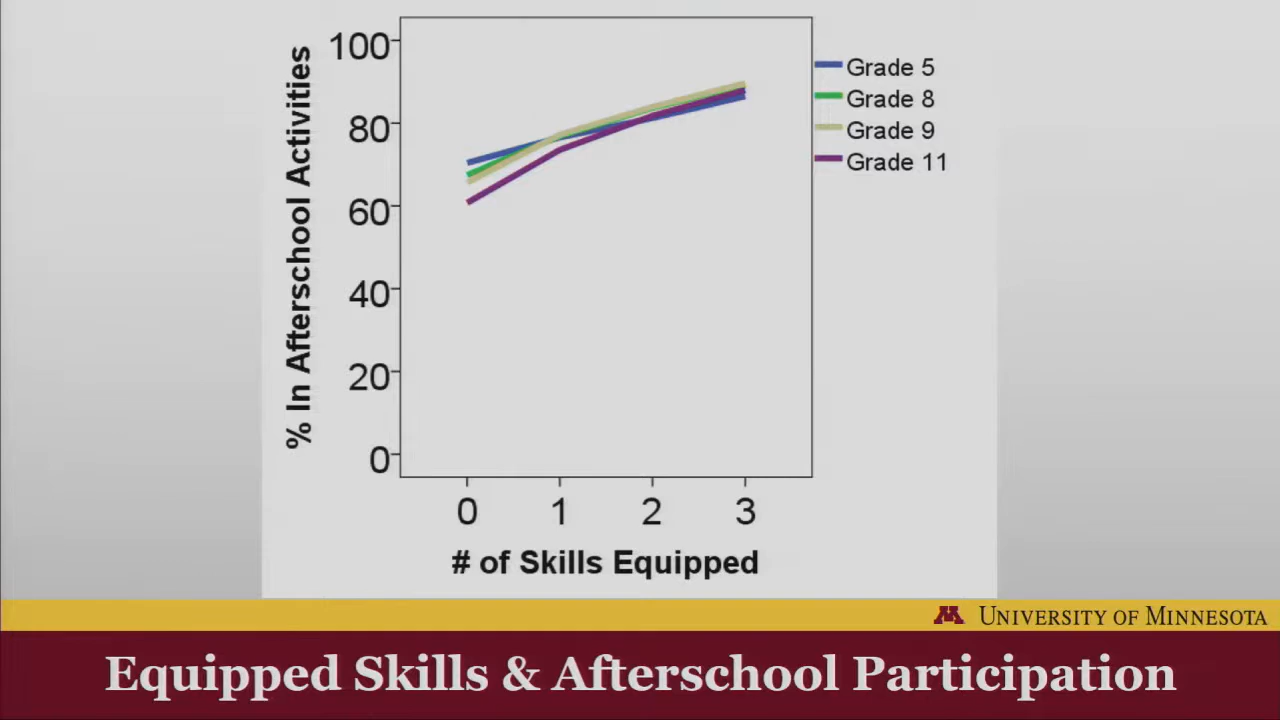 % In Afterschool Activities
100
80
60
40
20
0
0 1 2 3
# of Skills Equipped
Grade 5
Grade 8
Grade 9
Grade 11
M UNIVERSITY OF MINNESOTA
Equipped Skills & Afterschool Participation